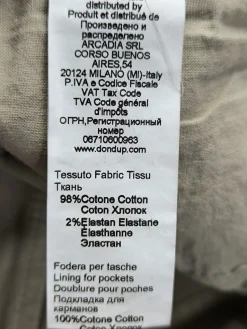 distributed by
Produit et distribué de
Произведено и
распределено
ARCADIA SRL
CORSO BUENOS
AIRES,54
20124 MILANO (MI)-Italy
P.IVA e Codice Fiscale
VAT Tax Code
TVA Code général
d'impôts
ОГРН,Регистрационный
номер
06710600963
www.dondup.com
Tessuto Fabric Tissu
Ткань
98%Cotone Cotton
Coton Хлопок
2%Elastan Elastane
Élasthanne
Эластан
Fodera per tasche
Lining for pockets
Doublure pour poches
Подкладка для
карманов
100%Cotone Cotton
Coton Хлопок